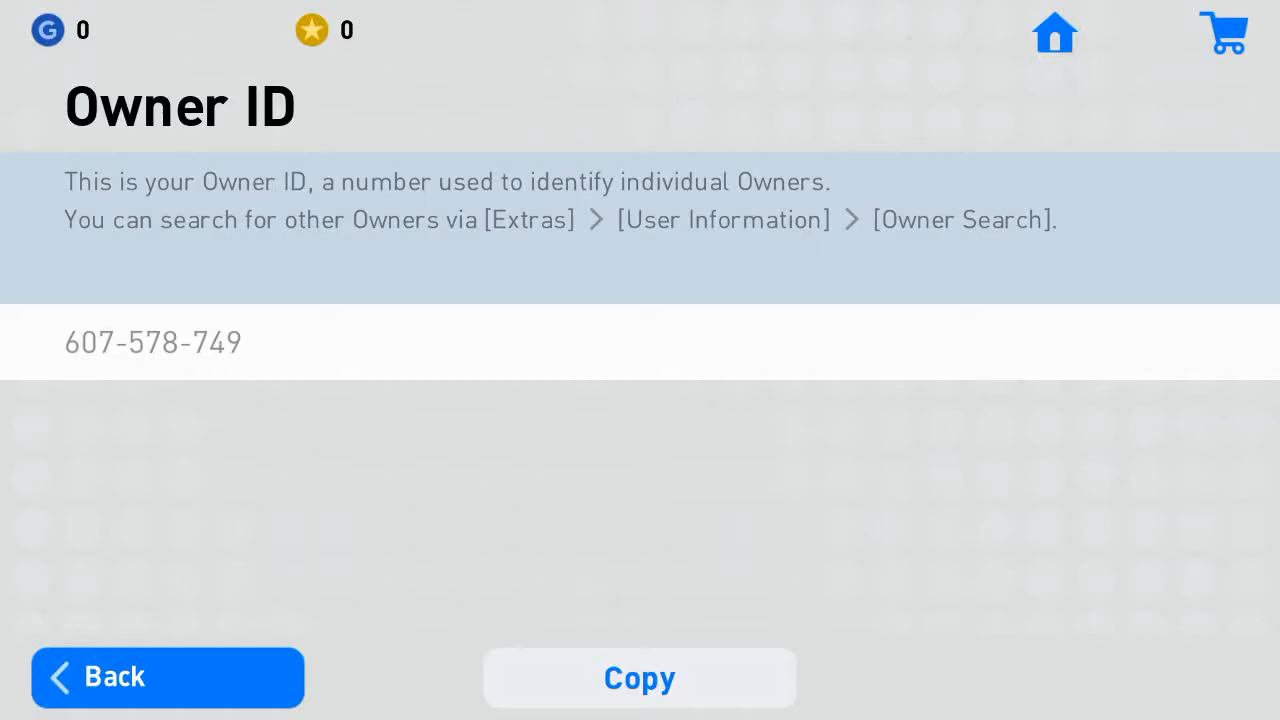 G 0 0
Owner ID
This is your Owner ID, a number used to identify individual Owners.
You can search for other Owners via [Extras] > [User Information] > [Owner Search].
607-578-749
Back Copy